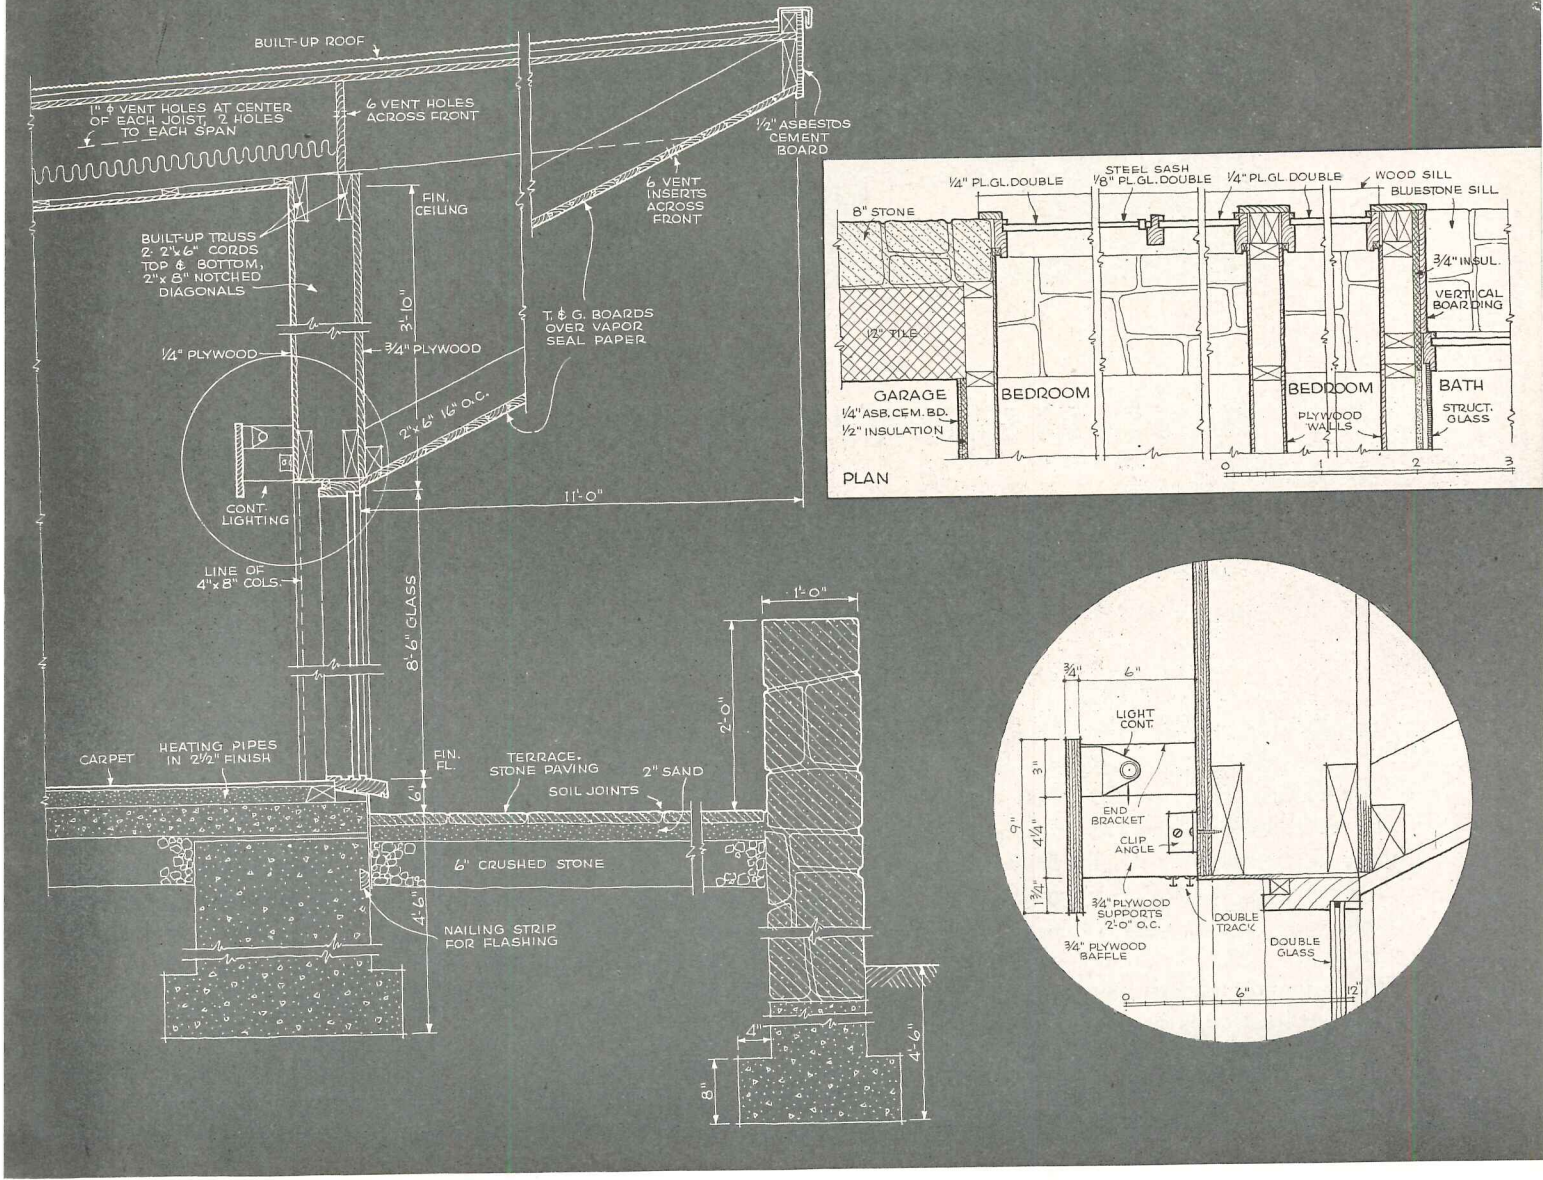 BUILT-UP ROOF
1" ⌀ VENT HOLES AT CENTER
OF EACH JOIST, 2 HOLES
TO EACH SPAN
6 VENT HOLES
ACROSS FRONT
1/2" ASBESTOS
CEMENT
BOARD
6 VENT
INSERTS
ACROSS
FRONT
FIN.
CEILING
BUILT-UP TRUSS
2- 2"x6" CORDS
TOP & BOTTOM,
2"x 8" NOTCHED
DIAGONALS
3'-10"
T. & G. BOARDS
OVER VAPOR
SEAL PAPER
1/4" PLYWOOD
3/4" PLYWOOD
2"x 6" 16" O.C.
CONT.
LIGHTING
11'-0"
LINE OF
4"x 8" COLS.
8'-6" GLASS
1'-0"
2'-0"
CARPET
HEATING PIPES
IN 2 1/2" FINISH
FIN.
FL.
6"
TERRACE.
STONE PAVING
SOIL JOINTS
2" SAND
6" CRUSHED STONE
4'-6"
NAILING STRIP
FOR FLASHING
4"
8"
4'-6"
1/4" PL.GL.DOUBLE
STEEL SASH
1/8" PL.GL.DOUBLE
1/4" PL.GL DOUBLE
WOOD SILL
BLUESTONE SILL
8" STONE
3/4" INSUL.
VERTICAL
BOARDING
12" TILE
GARAGE
BEDROOM
BEDROOM
BATH
1/4" ASB.CEM. BD.
1/2" INSULATION
PLYWOOD
WALLS
STRUCT.
GLASS
PLAN
0 1 2 3
3/4"
6"
LIGHT
CONT.
3"
END
BRACKET
9"
4 1/4"
CLIP
ANGLE
1 3/4"
3/4" PLYWOOD
SUPPORTS
2'-0" O.C.
DOUBLE
TRACK
3/4" PLYWOOD
BAFFLE
DOUBLE
GLASS
0 6" 12"